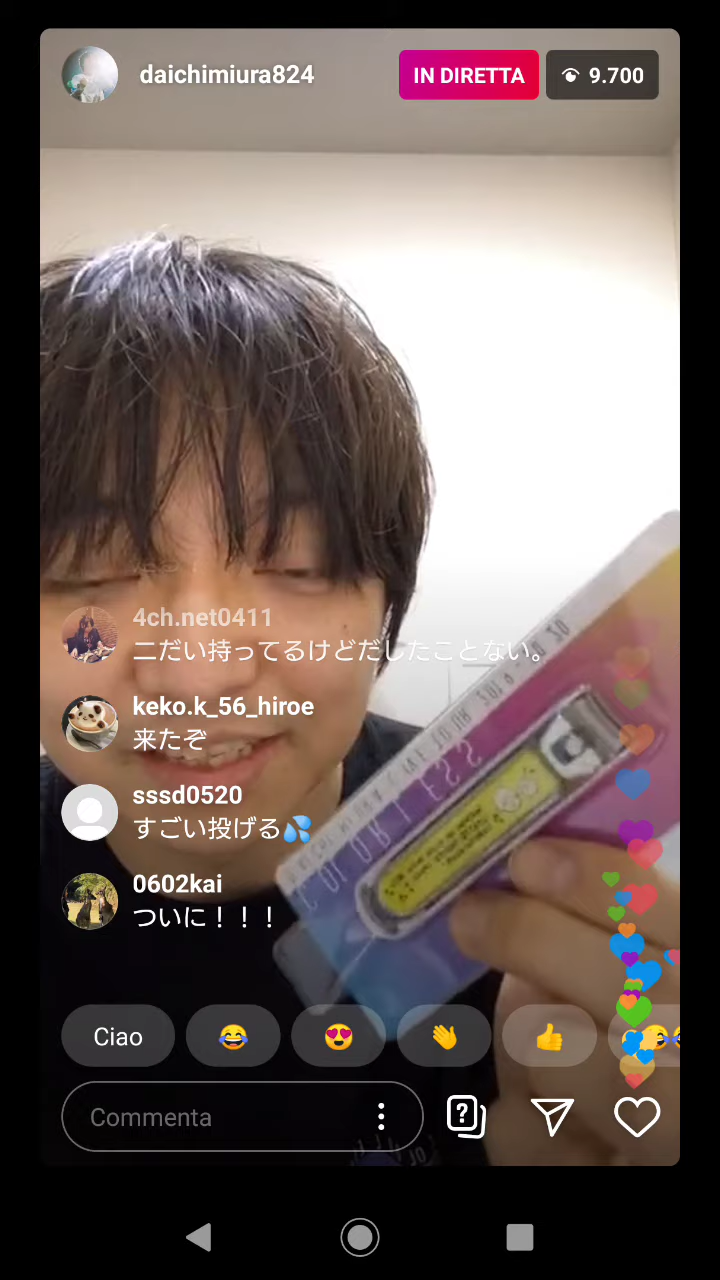 daichimiura824
IN DIRETTA
9.700
4ch.net0411
二だい持ってるけどだしたことない。
keko.k_56_hiroe
来たぞ
sssd0520
すごい投げる💦
0602kai
ついに！！！
Ciao
Commenta